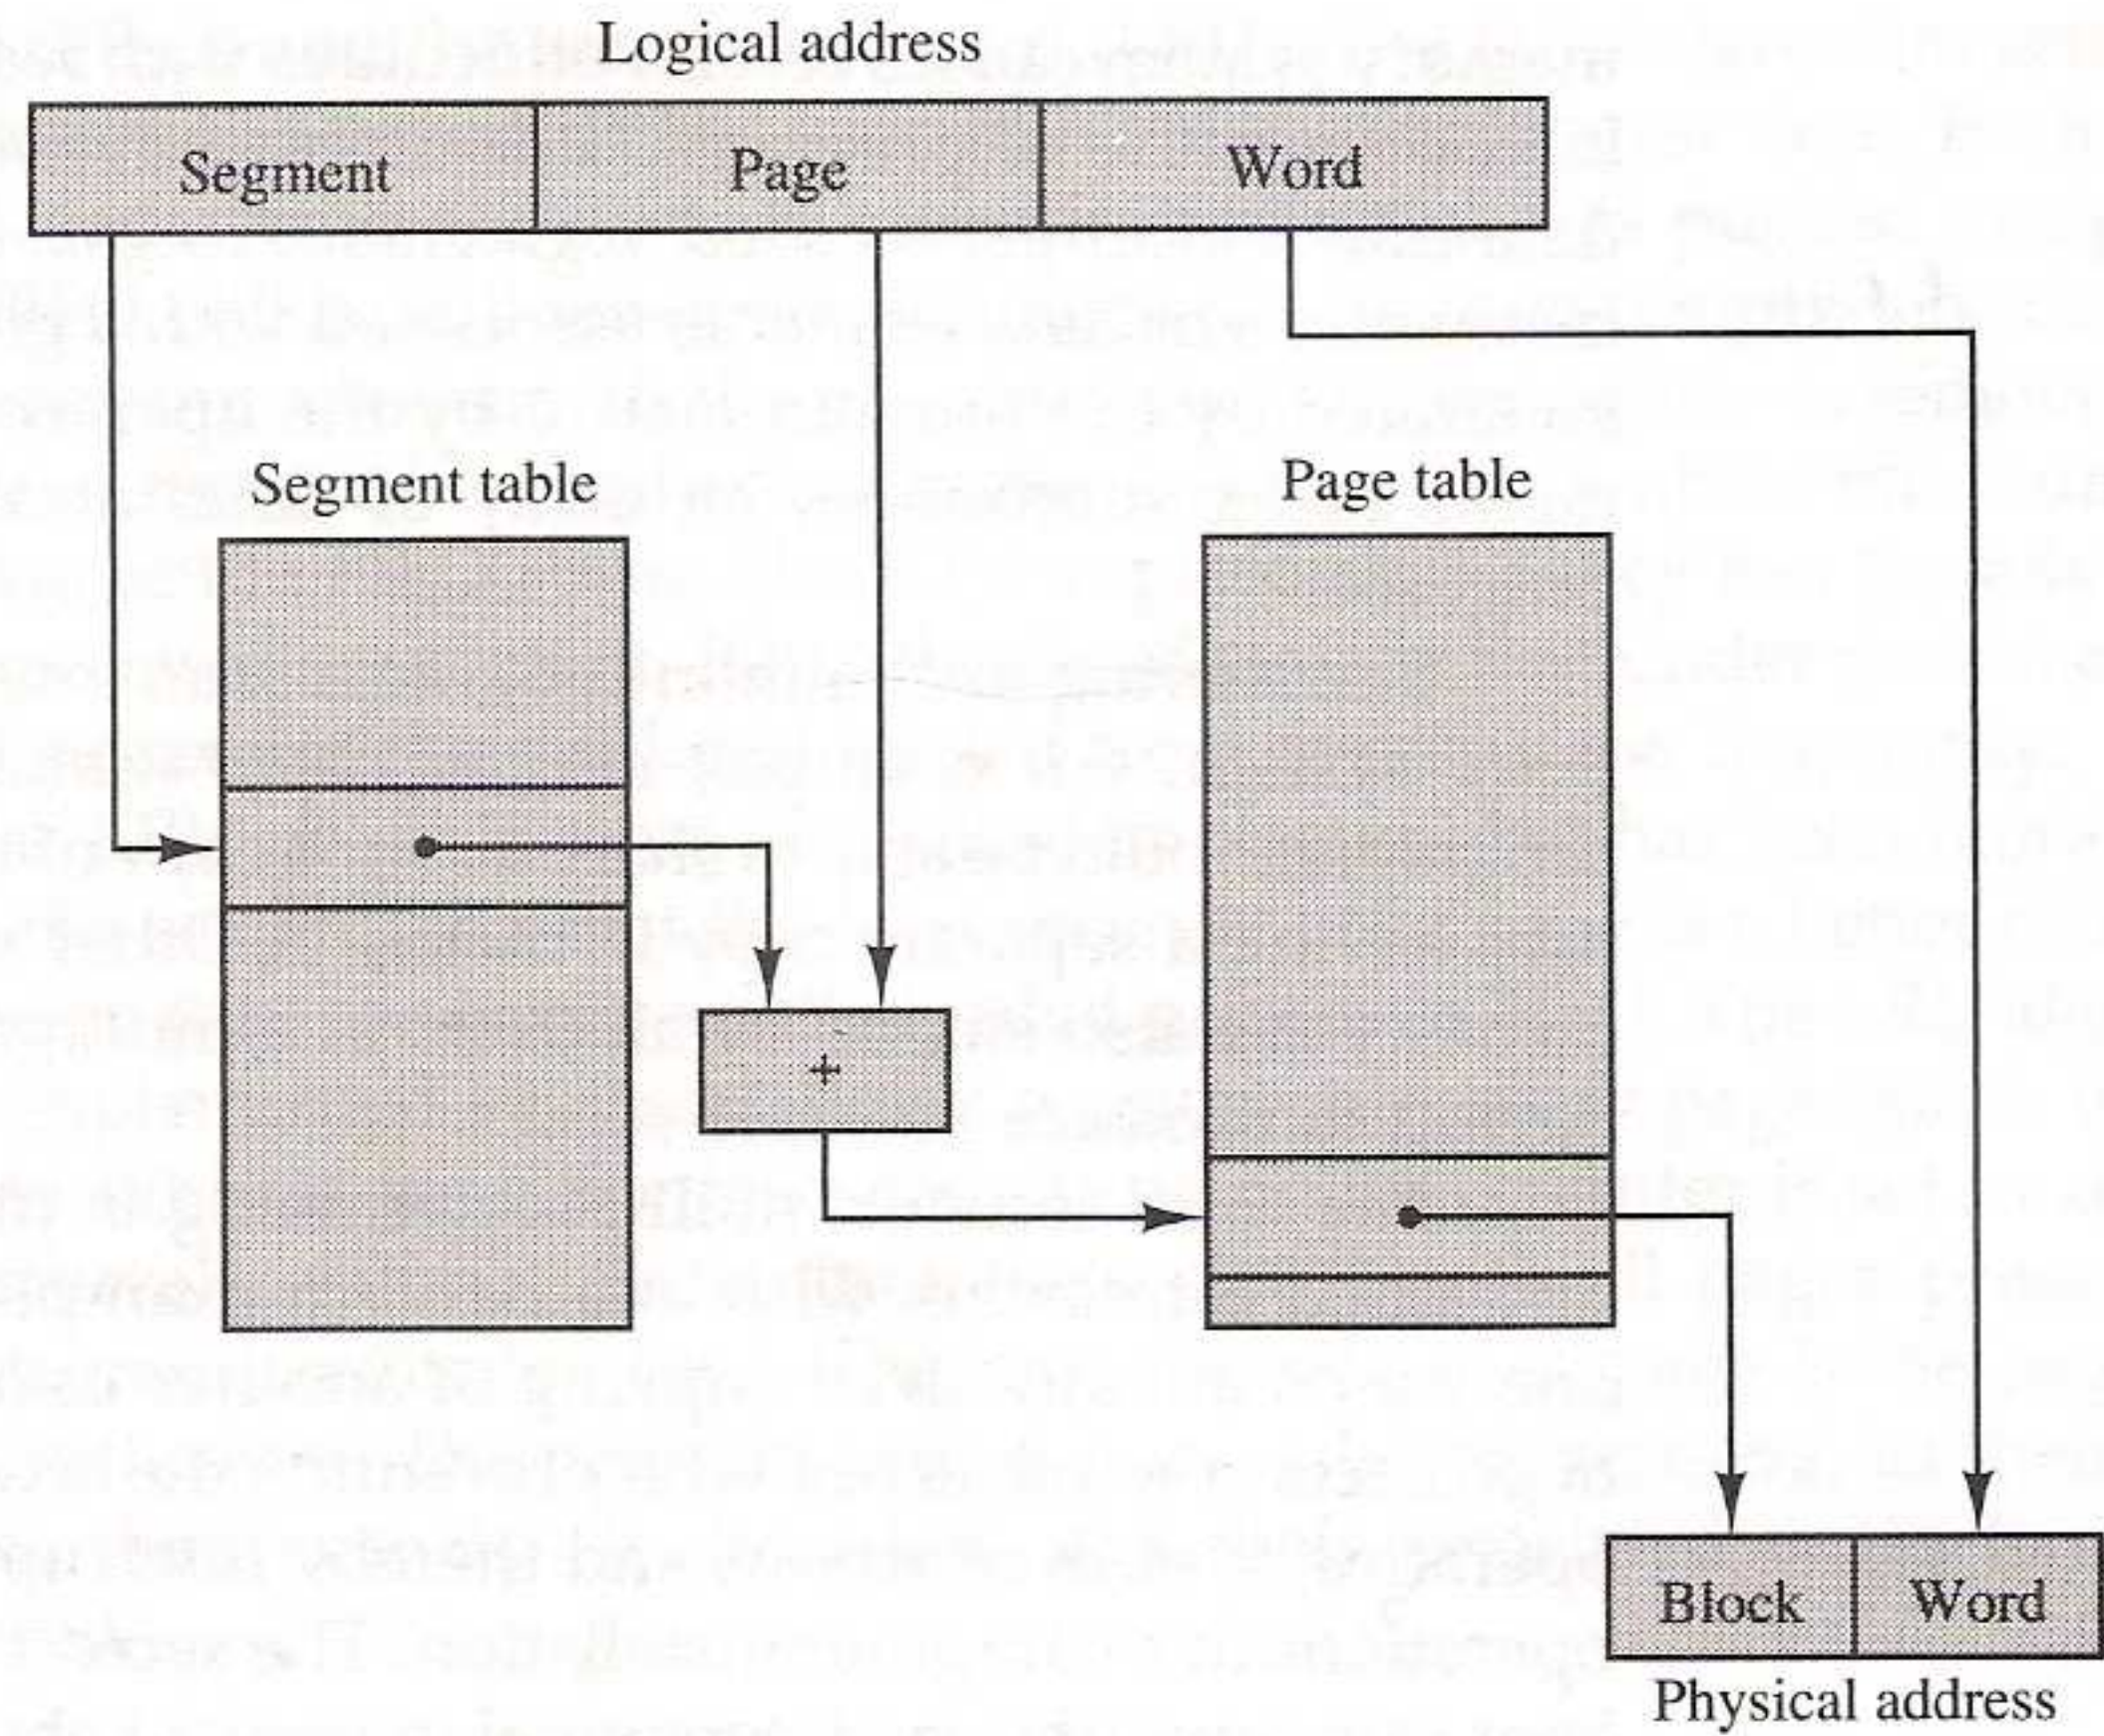 Logical address
Segment
Page
Word
Segment table
Page table
+
Block
Word
Physical address